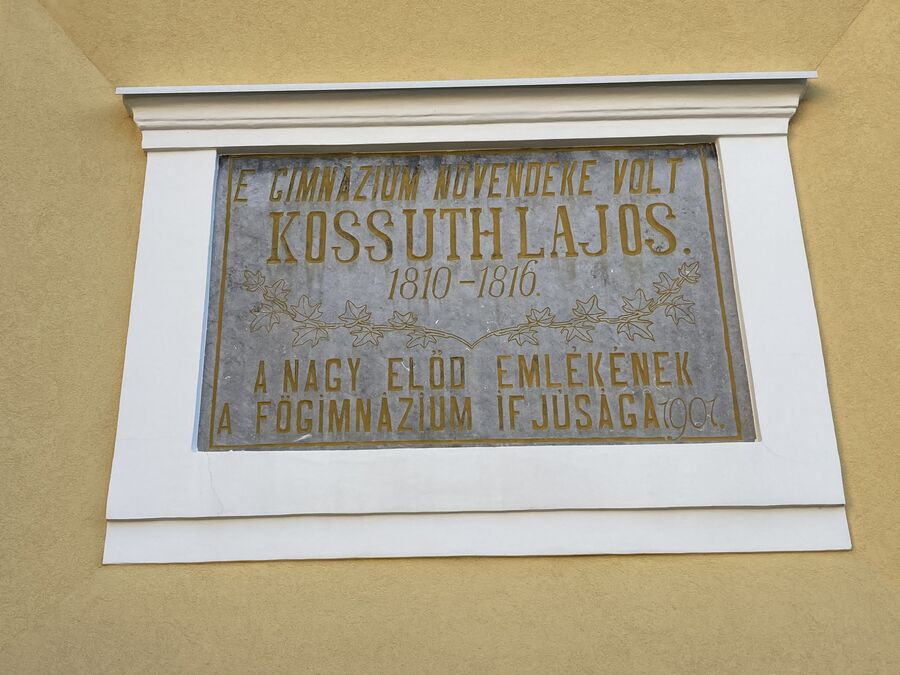 E GIMNÁZIUM NÖVENDÉKE VOLT
KOSSUTH LAJOS.
1810-1816.
A NAGY ELŐD EMLÉKÉNEK
A FŐGIMNÁZIUM IFJÚSÁGA 1901.